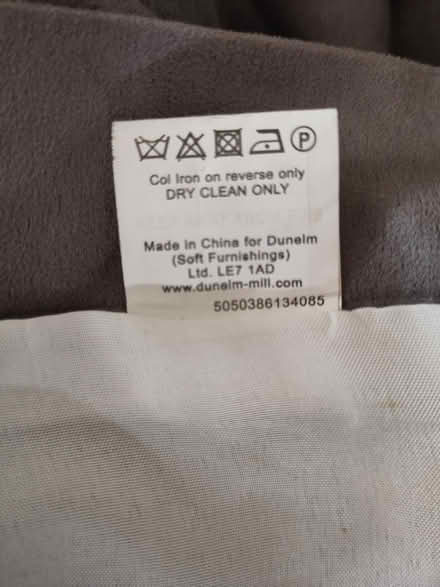 P
Col Iron on reverse only
DRY CLEAN ONLY
Made in China for Dunelm
(Soft Furnishings)
Ltd. LE7 1AD
www.dunelm-mill.com
5050386134085